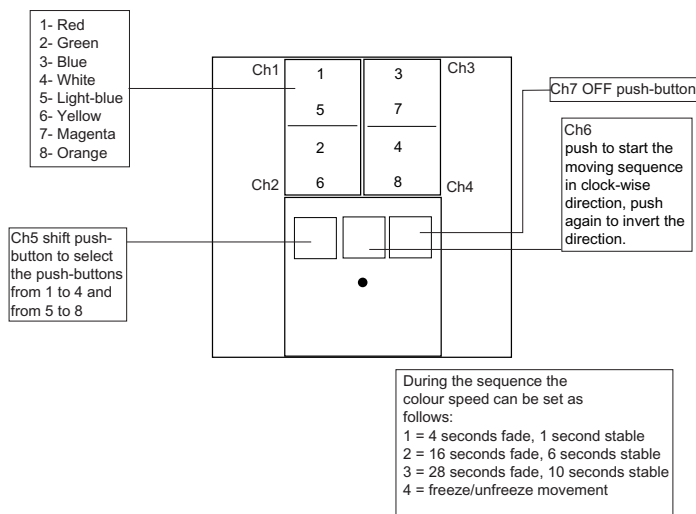 1- Red
2- Green
3- Blue
4- White
5- Light-blue
6- Yellow
7- Magenta
8- Orange
Ch1
1
3
Ch3
5
7
2
4
Ch2
6
8
Ch4
Ch7 OFF push-button
Ch6
push to start the
moving sequence
in clock-wise
direction, push
again to invert the
direction.
Ch5 shift push-
button to select
the push-buttons
from 1 to 4 and
from 5 to 8
During the sequence the
colour speed can be set as
follows:
1 = 4 seconds fade, 1 second stable
2 = 16 seconds fade, 6 seconds stable
3 = 28 seconds fade, 10 seconds stable
4 = freeze/unfreeze movement